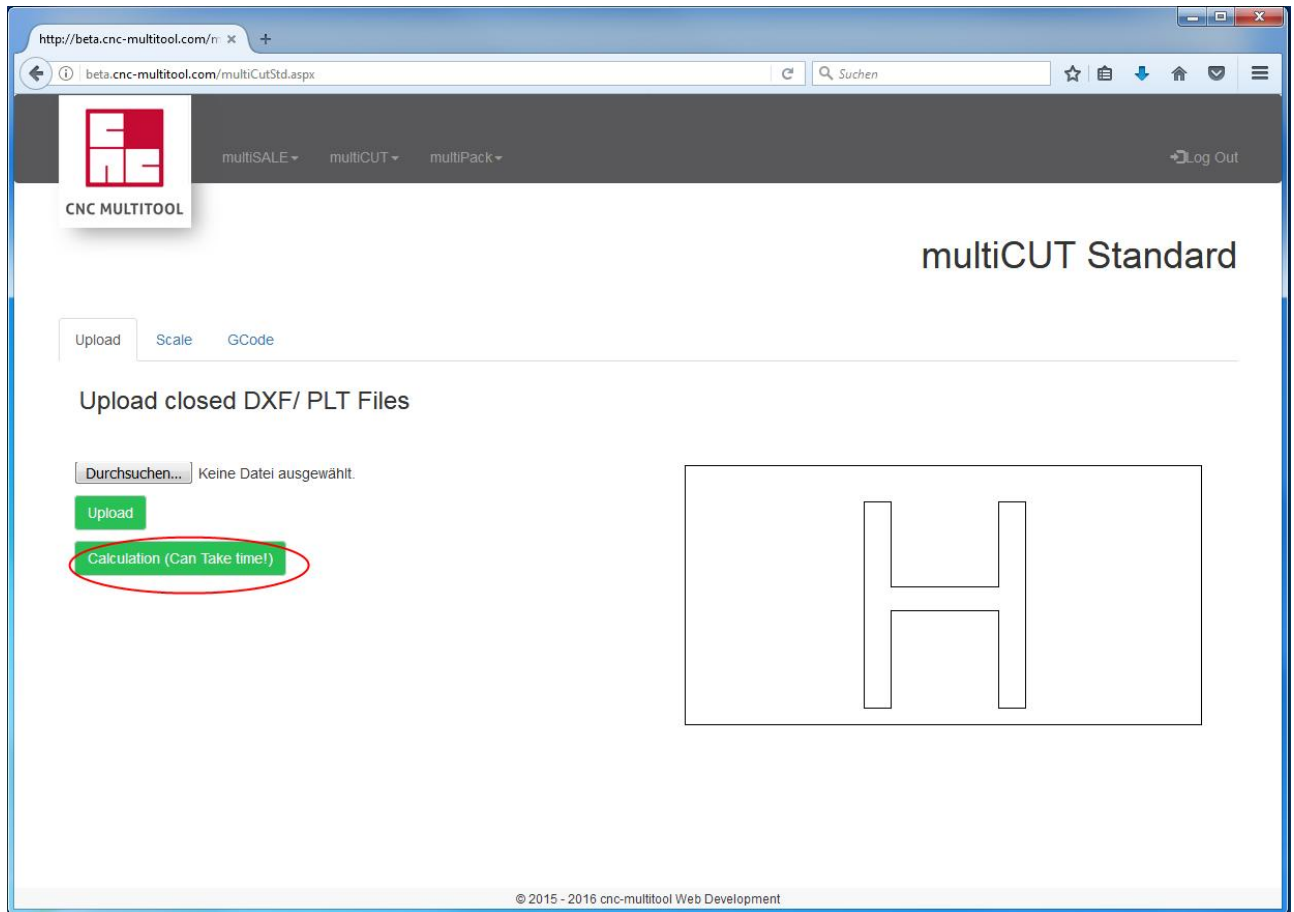 http://beta.cnc-multitool.com/m
beta.cnc-multitool.com/multiCutStd.aspx
Suchen
CNC MULTITOOL
multiSALE
multiCUT
multiPack
Log Out
multiCUT Standard
Upload
Scale
GCode
Upload closed DXF/ PLT Files
Durchsuchen... Keine Datei ausgewählt.
Upload
Calculation (Can Take time!)
H
© 2015 - 2016 cnc-multitool Web Development